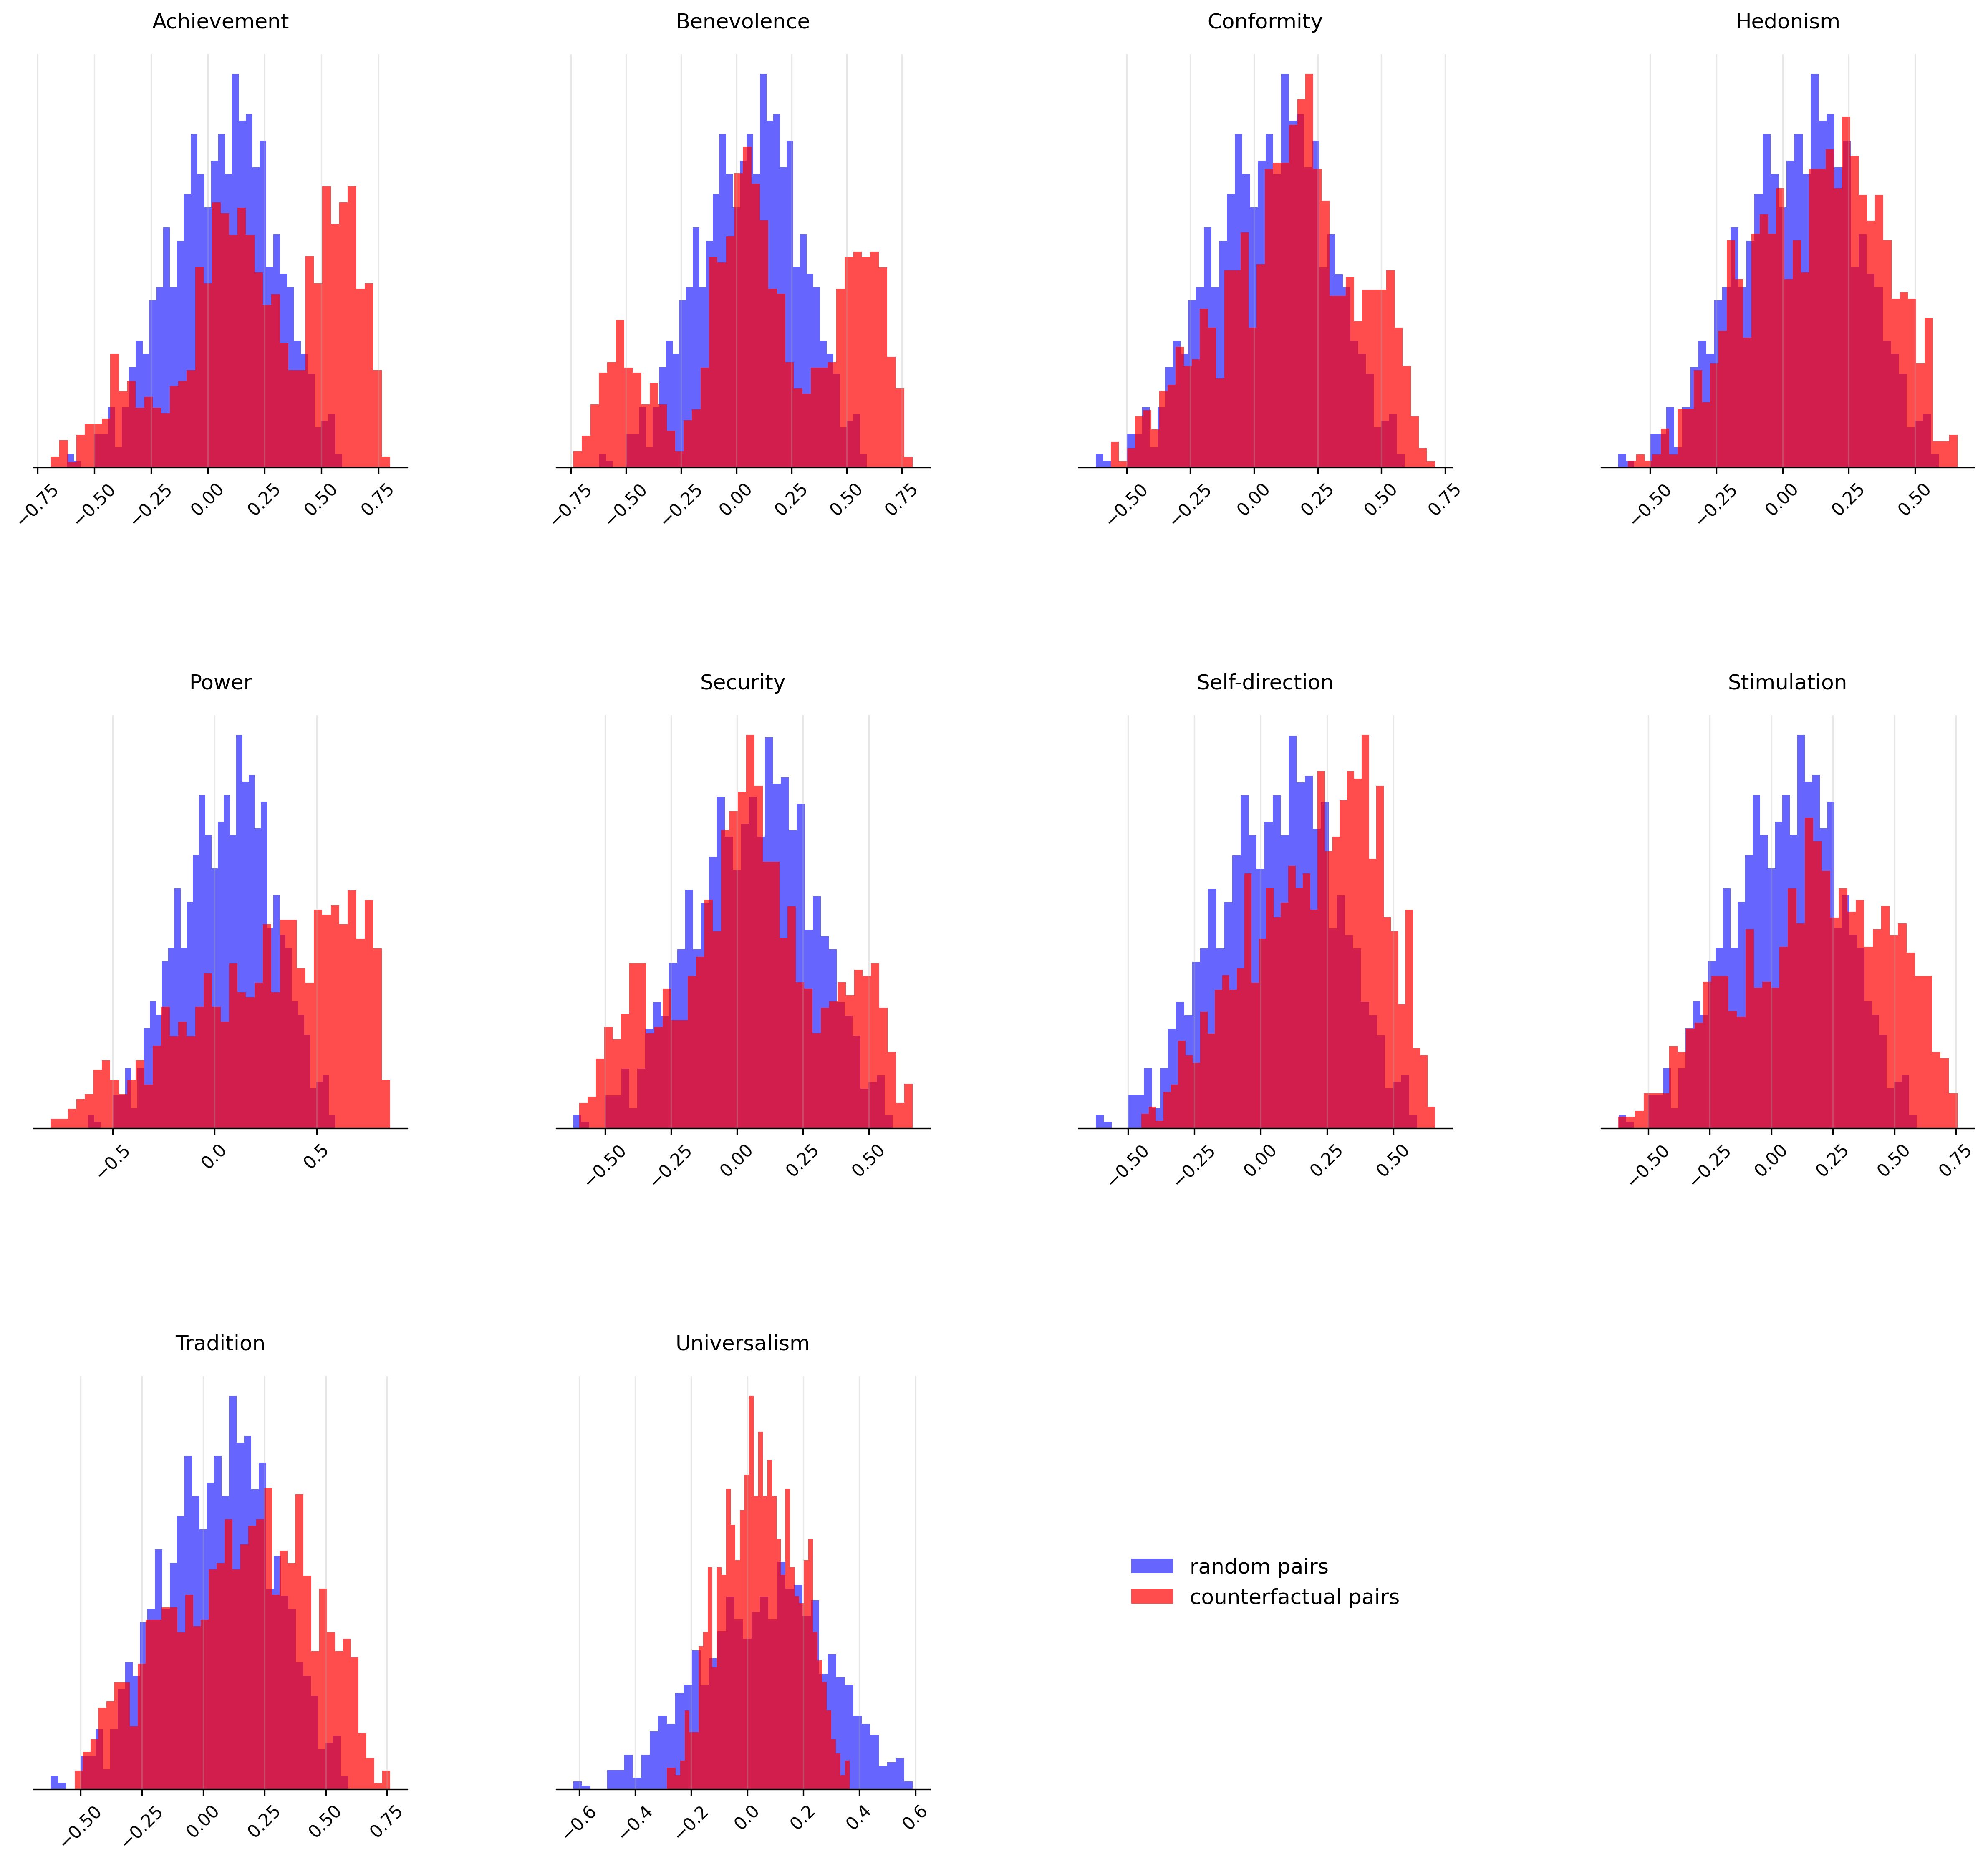 Achievement
Benevolence
Conformity
Hedonism
−0.75 −0.50 −0.25 0.00 0.25 0.50 0.75
−0.75 −0.50 −0.25 0.00 0.25 0.50 0.75
−0.50 −0.25 0.00 0.25 0.50 0.75
−0.50 −0.25 0.00 0.25 0.50
Power
Security
Self-direction
Stimulation
−0.5 0.0 0.5
−0.50 −0.25 0.00 0.25 0.50
−0.50 −0.25 0.00 0.25 0.50
−0.50 −0.25 0.00 0.25 0.50 0.75
Tradition
Universalism
random pairs
counterfactual pairs
−0.50 −0.25 0.00 0.25 0.50 0.75
−0.6 −0.4 −0.2 0.0 0.2 0.4 0.6